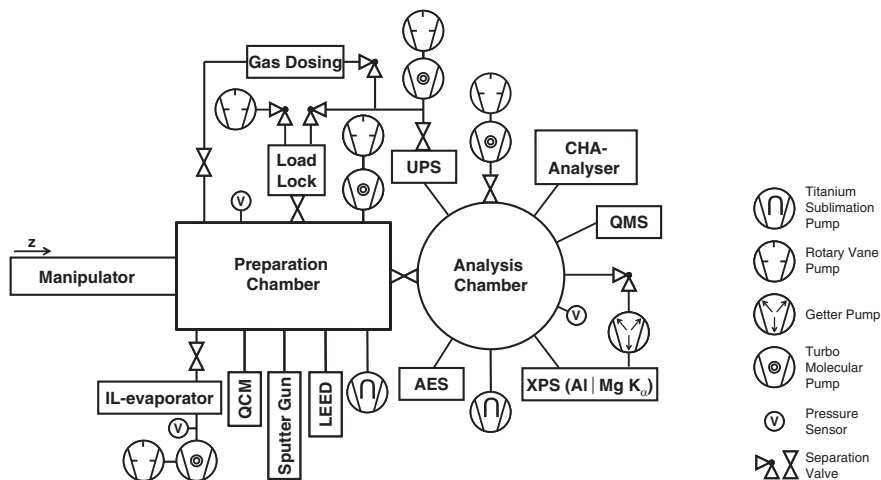 Gas Dosing
Load
Lock
UPS
CHA-
Analyser
QMS
V
z
Manipulator
Preparation
Chamber
Analysis
Chamber
V
IL-evaporator
QCM
Sputter Gun
LEED
AES
XPS (Al | Mg Kα)
V
Titanium
Sublimation
Pump
Rotary Vane
Pump
Getter Pump
Turbo
Molecular
Pump
V
Pressure
Sensor
Separation
Valve